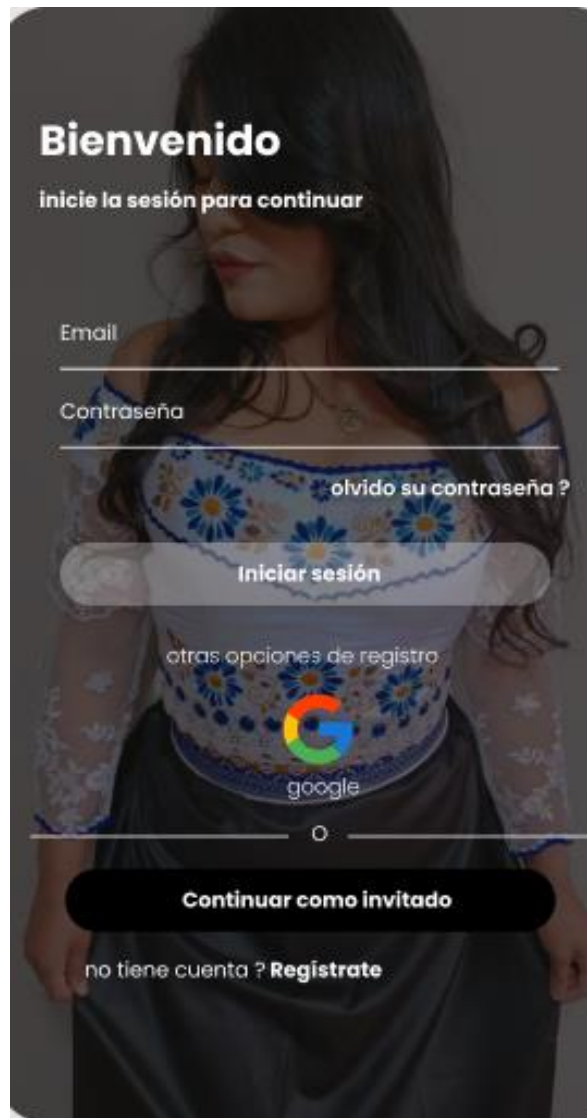 Bienvenido
inicie la sesión para continuar
Email
Contraseña
olvido su contraseña ?
Iniciar sesión
otras opciones de registro
google
O
Continuar como invitado
no tiene cuenta ? Regístrate